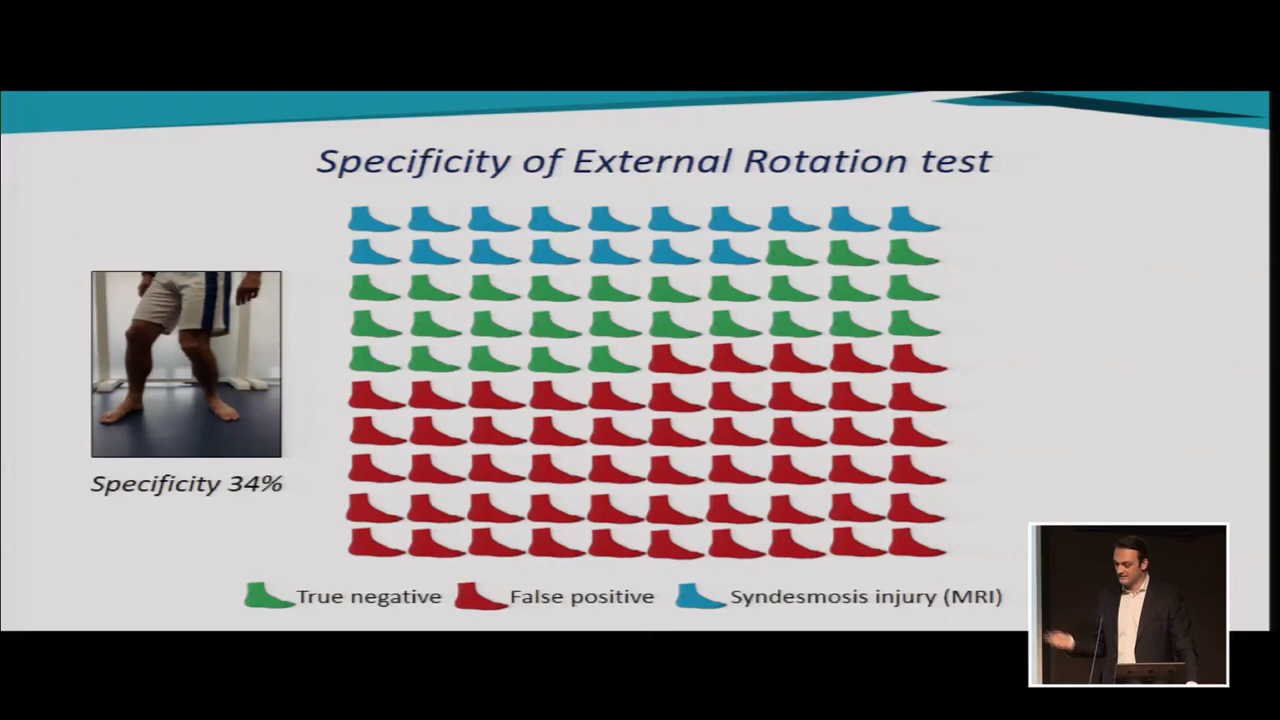 Specificity of External Rotation test
Specificity 34%
True negative
False positive
Syndesmosis injury (MRI)